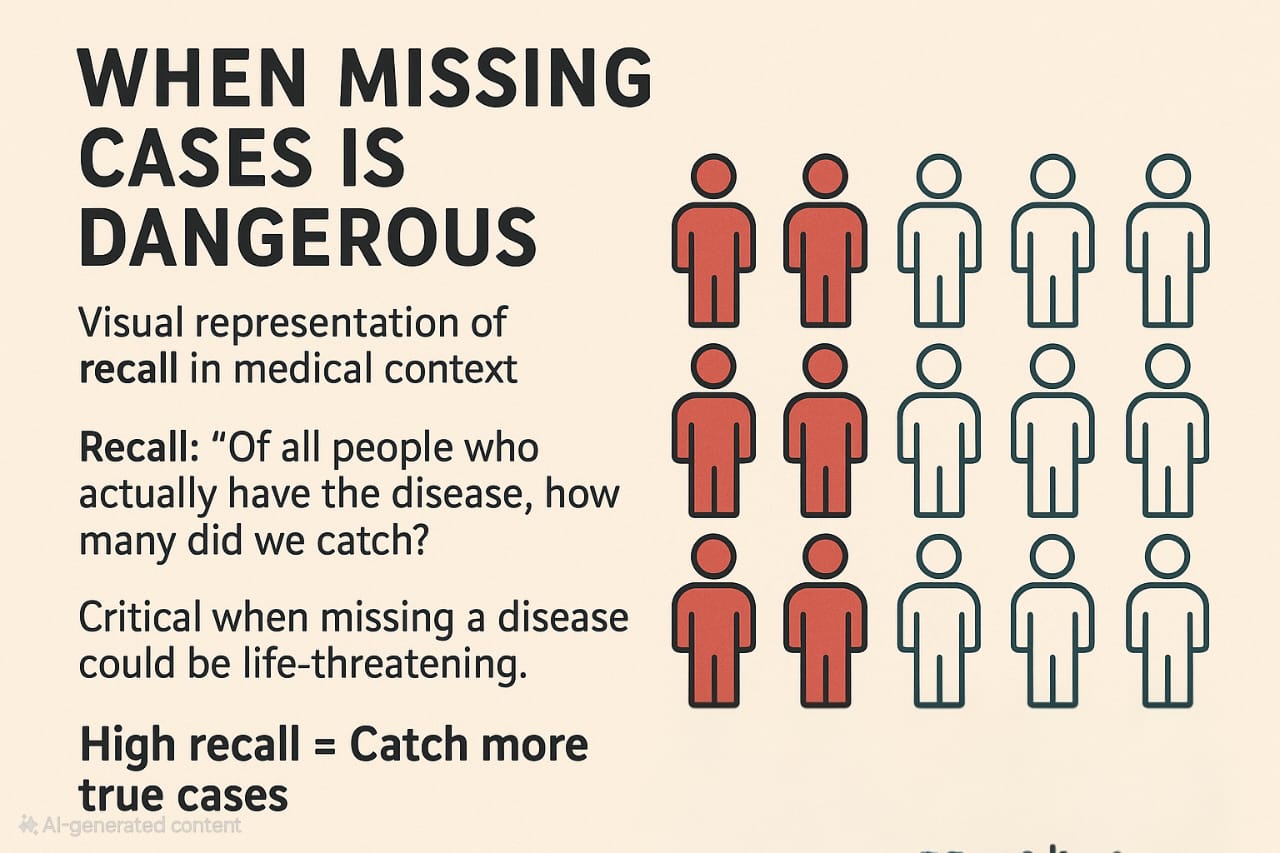 WHEN MISSING
CASES IS
DANGEROUS
Visual representation of
recall in medical context
Recall: “Of all people who
actually have the disease, how
many did we catch?
Critical when missing a disease
could be life-threatening.
High recall = Catch more
true cases
AI-generated content